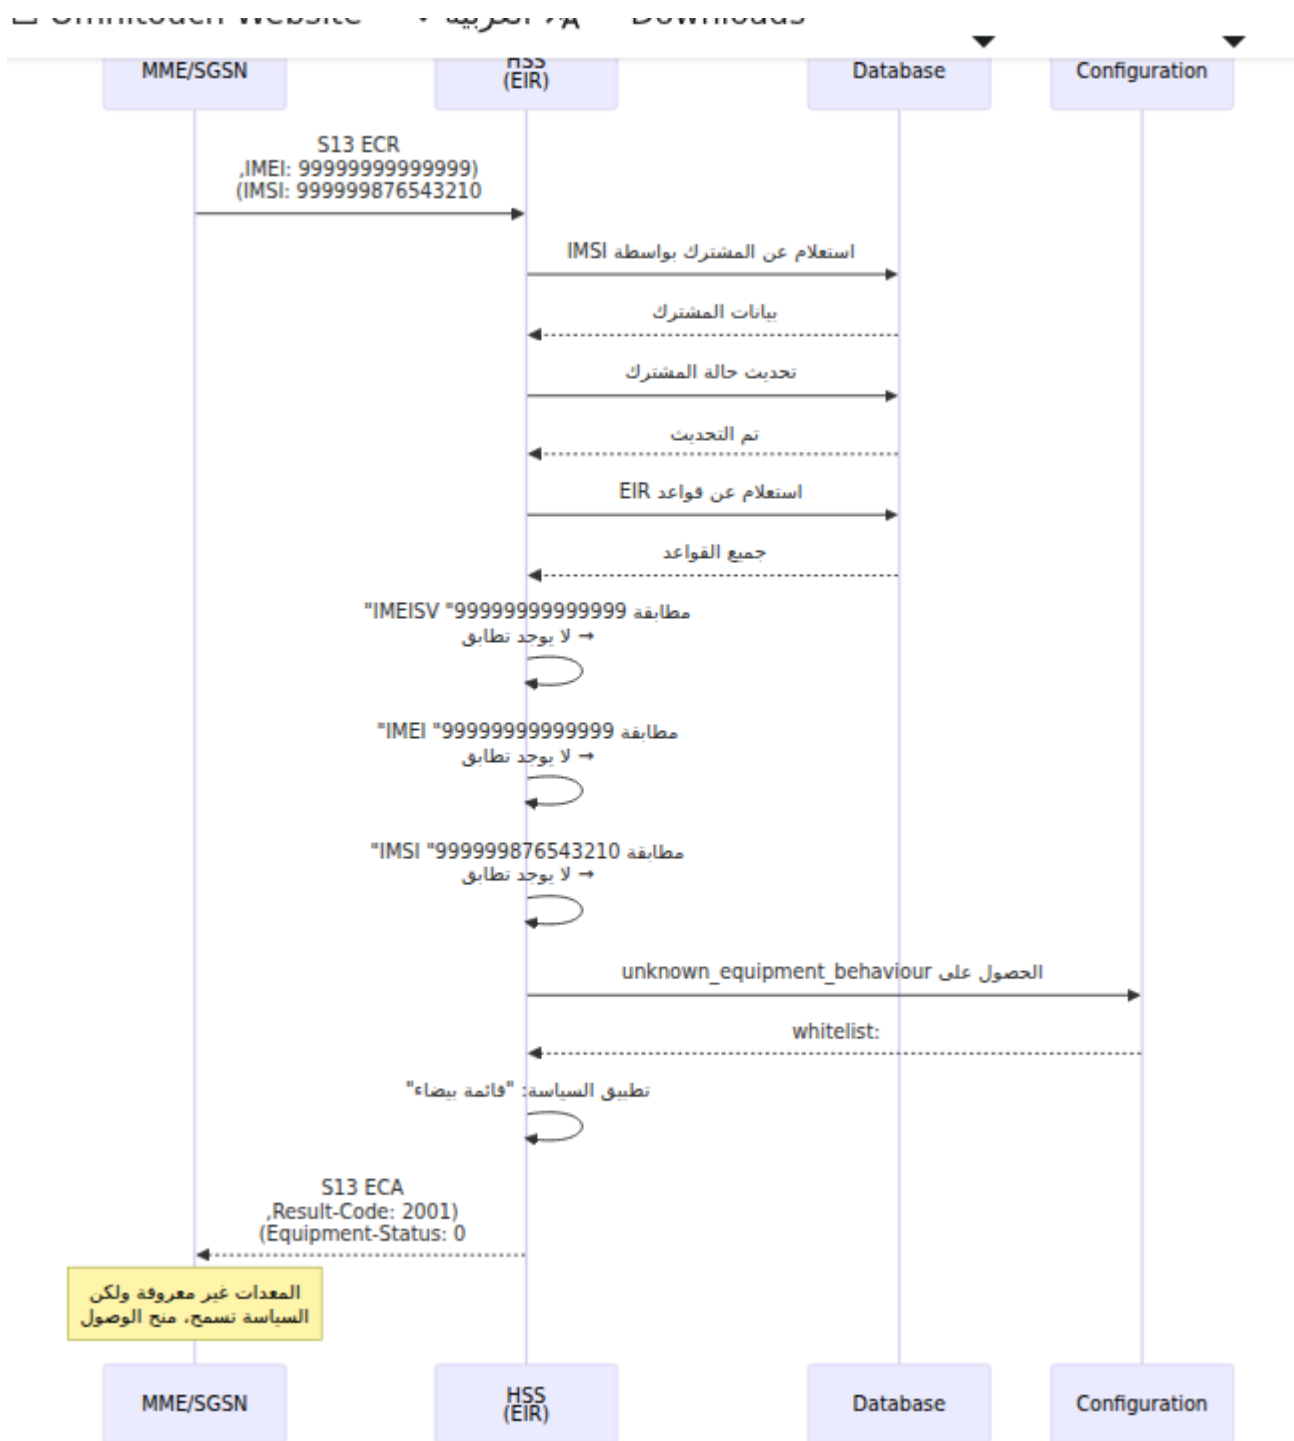 Omnitouch Website
العربية
Downloads
MME/SGSN
HSS
(EIR)
Database
Configuration
S13 ECR
,IMEI: 99999999999999)
(IMSI: 999999876543210
استعلام عن المشترك بواسطة IMSI
بيانات المشترك
تحديث حالة المشترك
تم التحديث
استعلام عن قواعد EIR
جميع القواعد
مطابقة IMEISV "99999999999999"
→ لا يوجد تطابق
مطابقة IMEI "99999999999999"
→ لا يوجد تطابق
مطابقة IMSI "999999876543210"
→ لا يوجد تطابق
الحصول على unknown_equipment_behaviour
whitelist:
تطبيق السياسة: "قائمة بيضاء"
S13 ECA
,Result-Code: 2001)
(Equipment-Status: 0
المعدات غير معروفة ولكن
السياسة تسمح، منح الوصول
MME/SGSN
HSS
(EIR)
Database
Configuration